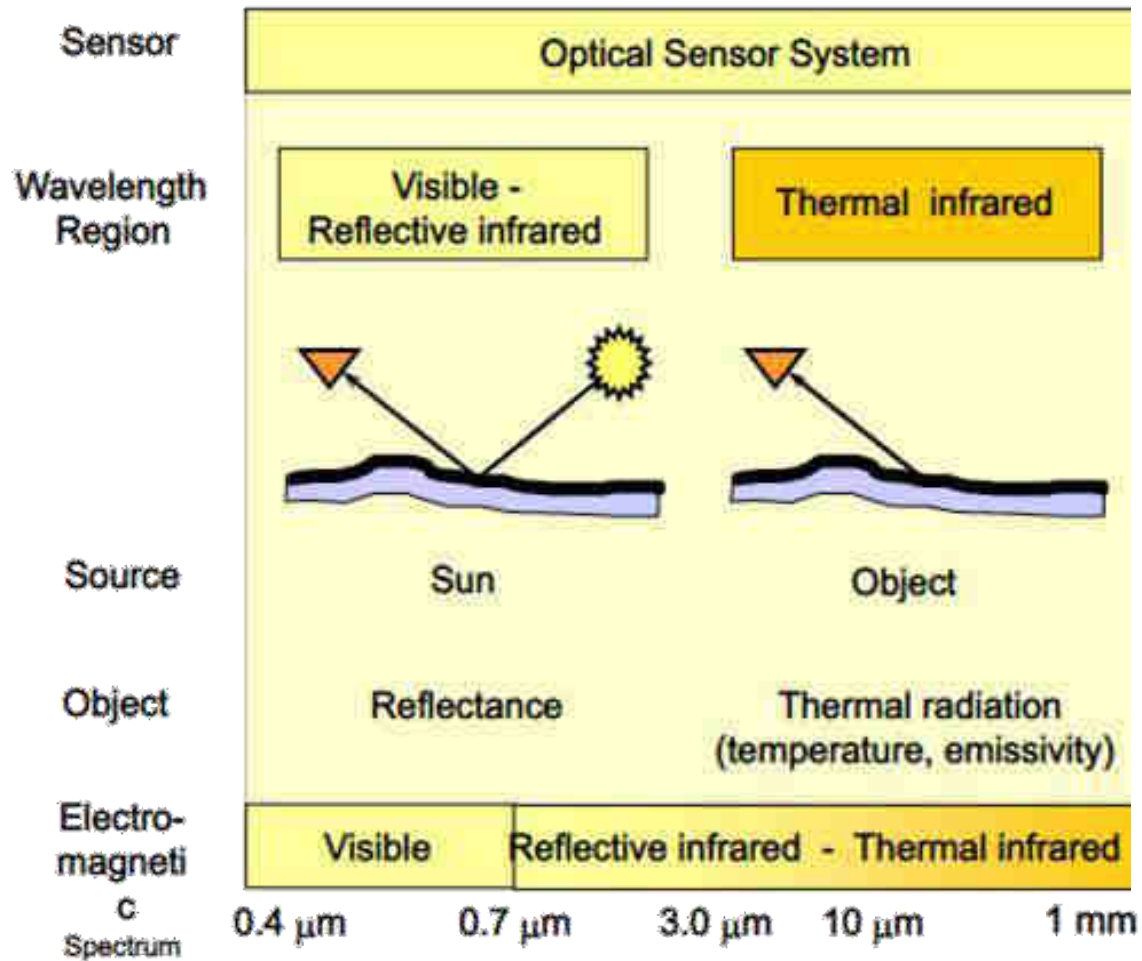 Sensor
Optical Sensor System
Wavelength
Region
Visible -
Reflective infrared
Thermal infrared
Source
Sun
Object
Object
Reflectance
Thermal radiation
(temperature, emissivity)
Electro-
magneti
c
Spectrum
Visible
Reflective infrared - Thermal infrared
0.4 μm 0.7 μm 3.0 μm 10 μm 1 mm